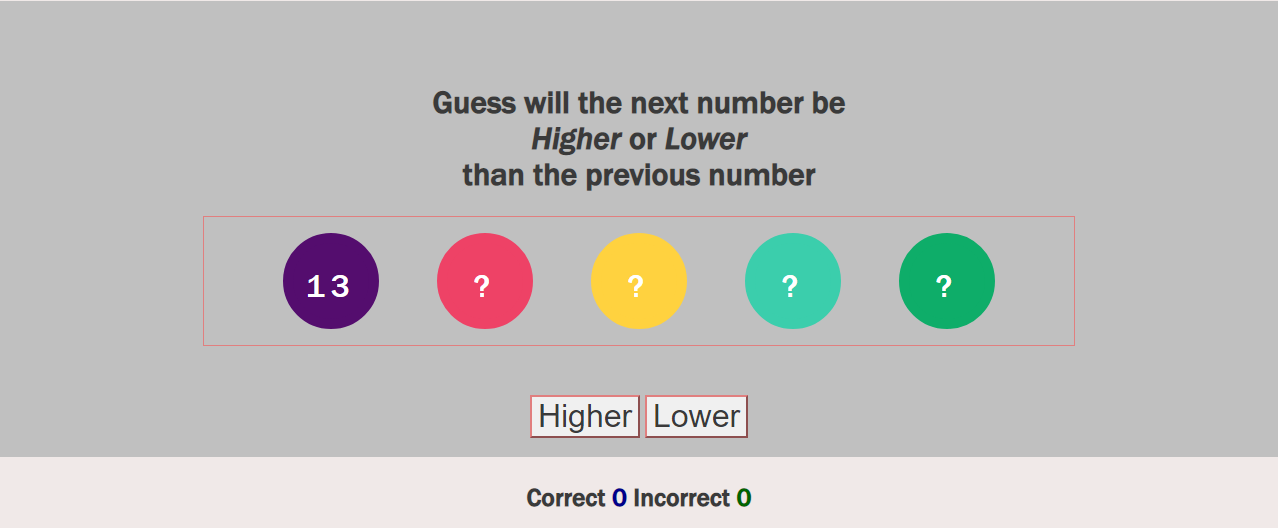 Guess will the next number be
Higher or Lower
than the previous number
13 ? ? ? ?
Higher Lower
Correct 0 Incorrect 0